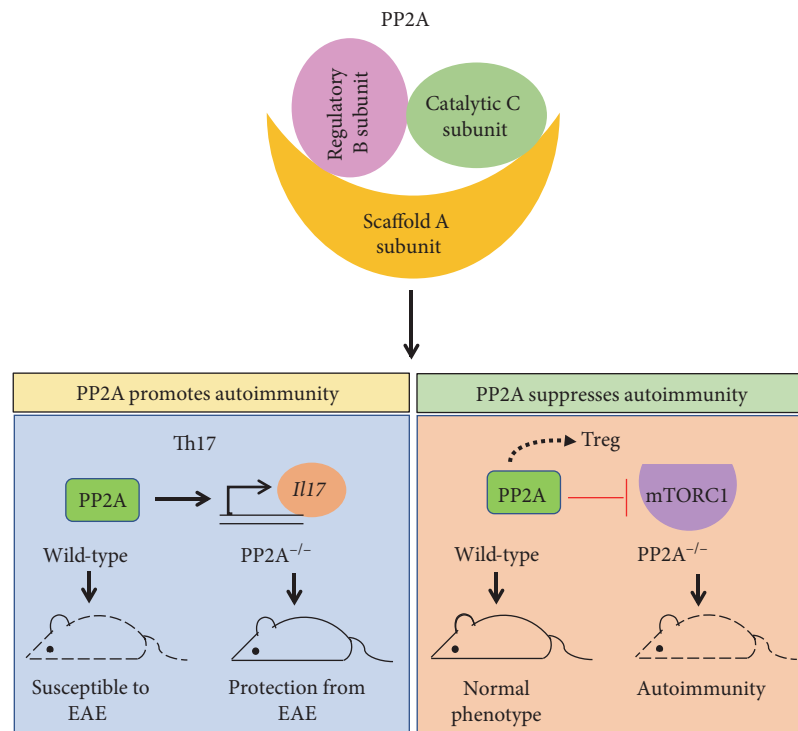 PP2A
Regulatory
B subunit
Catalytic C
subunit
Scaffold A
subunit
PP2A promotes autoimmunity
Th17
PP2A
Il17
Wild-type
PP2A⁻/⁻
Susceptible to
EAE
Protection from
EAE
PP2A suppresses autoimmunity
Treg
PP2A
mTORC1
Wild-type
PP2A⁻/⁻
Normal
phenotype
Autoimmunity